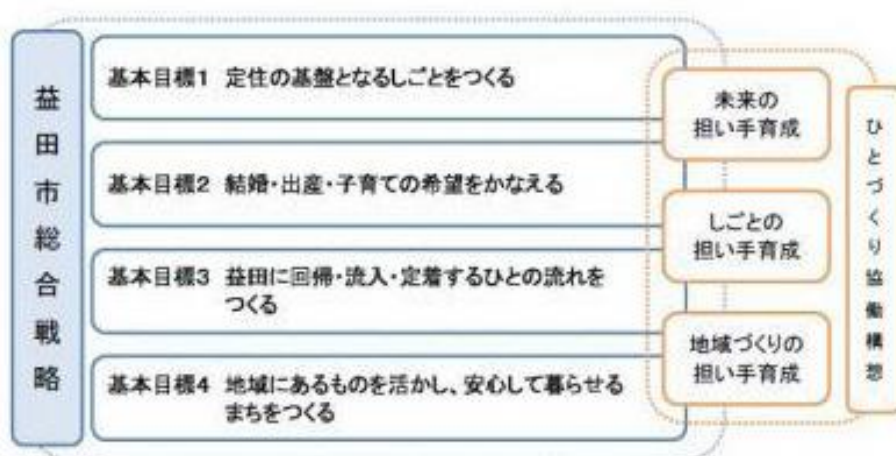 益田市総合戦略
基本目標1 定住の基盤となるしごとをつくる
基本目標2 結婚・出産・子育ての希望をかなえる
基本目標3 益田に回帰・流入・定着するひとの流れを
つくる
基本目標4 地域にあるものを活かし、安心して暮らせる
まちをつくる
未来の
担い手育成
しごとの
担い手育成
地域づくりの
担い手育成
ひとづくり協働構想